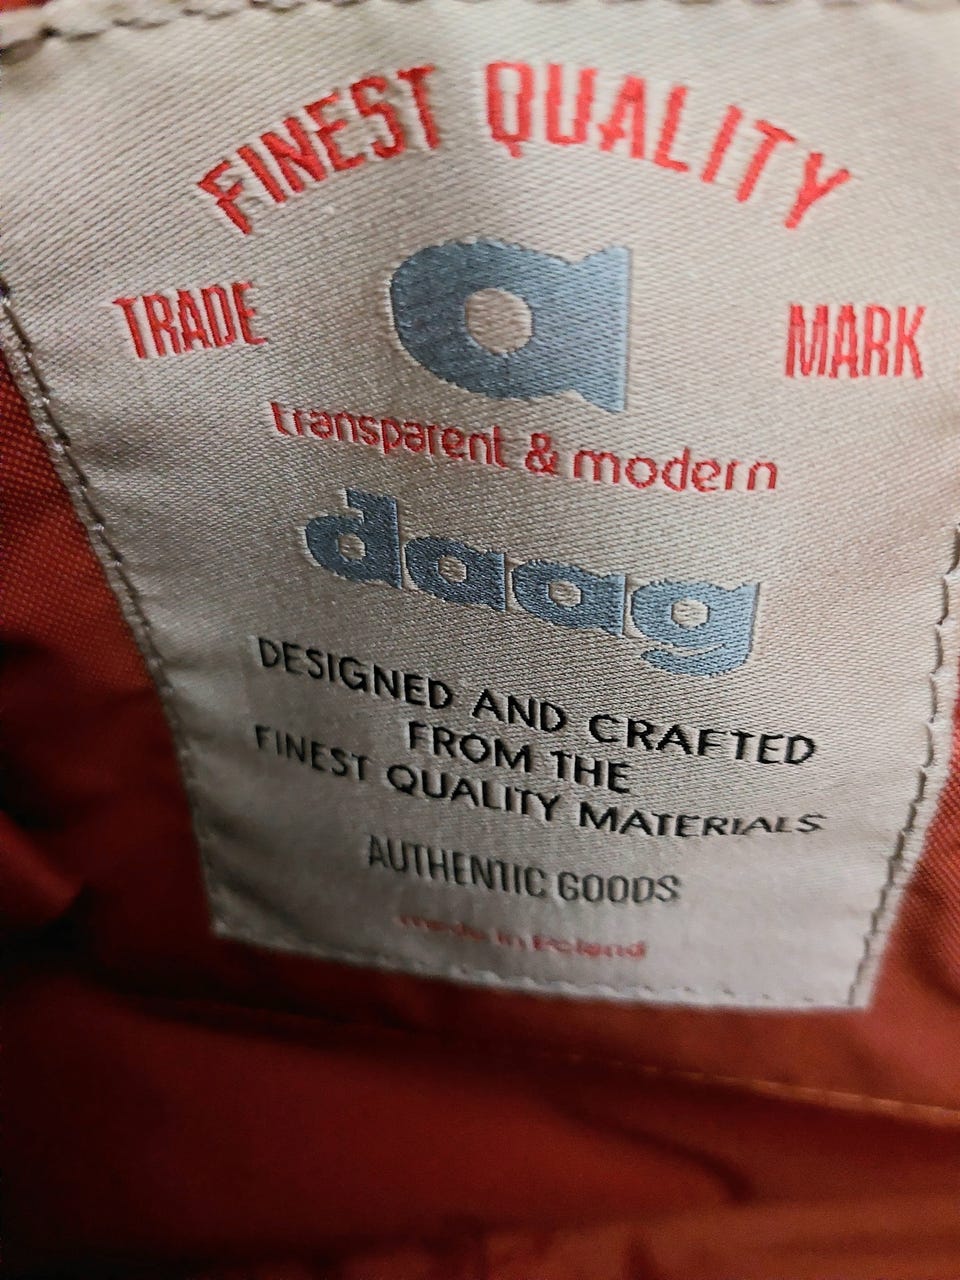 FINEST QUALITY
TRADE a MARK
transparent & modern
daag
DESIGNED AND CRAFTED
FROM THE
FINEST QUALITY MATERIALS
AUTHENTIC GOODS
made in Poland